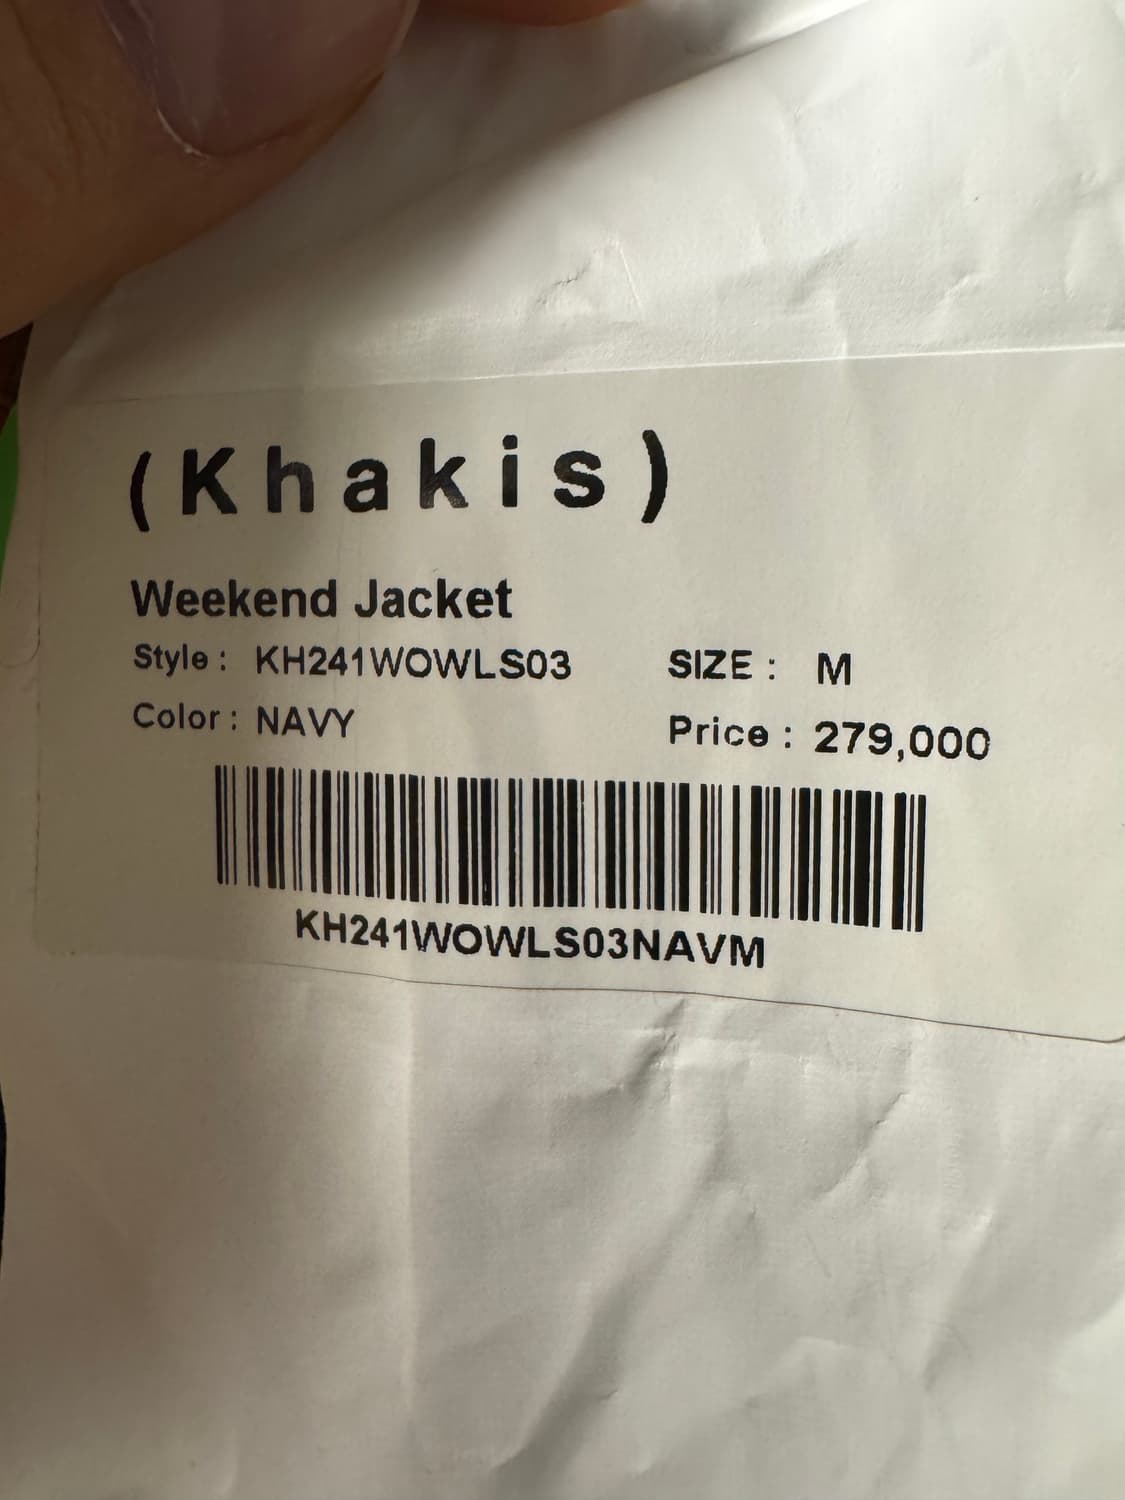 (Khakis)
Weekend Jacket
Style : KH241WOWLS03 SIZE : M
Color : NAVY Price : 279,000
KH241WOWLS03NAVM